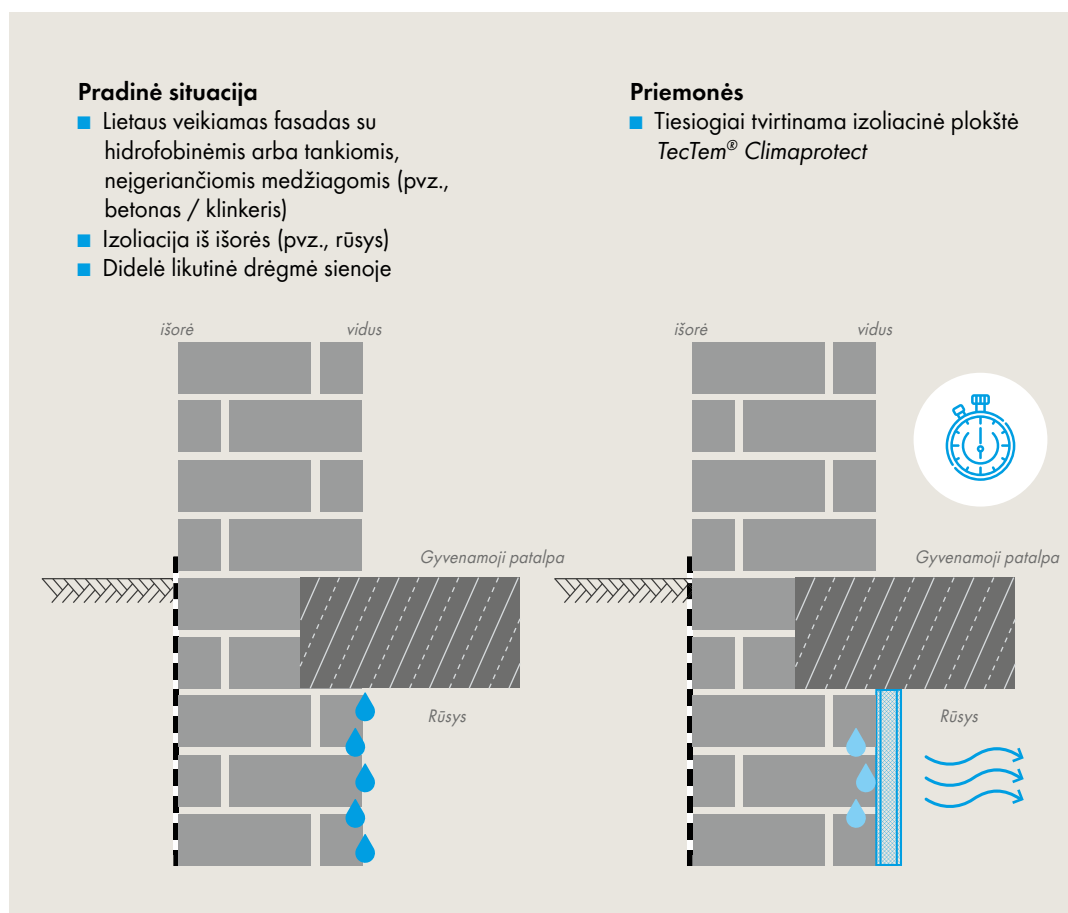 Pradinė situacija
■ Lietaus veikiamas fasadas su
hidrofobinėmis arba tankiomis,
neįgeriančiomis medžiagomis (pvz.,
betonas / klinkeris)
■ Izoliacija iš išorės (pvz., rūsys)
■ Didelė likutinė drėgmė sienoje
Priemonės
■ Tiesiogiai tvirtinama izoliacinė plokštė
TecTem® Climaprotect
išorė
vidus
Gyvenamoji patalpa
Rūsys
išorė
vidus
Gyvenamoji patalpa
Rūsys